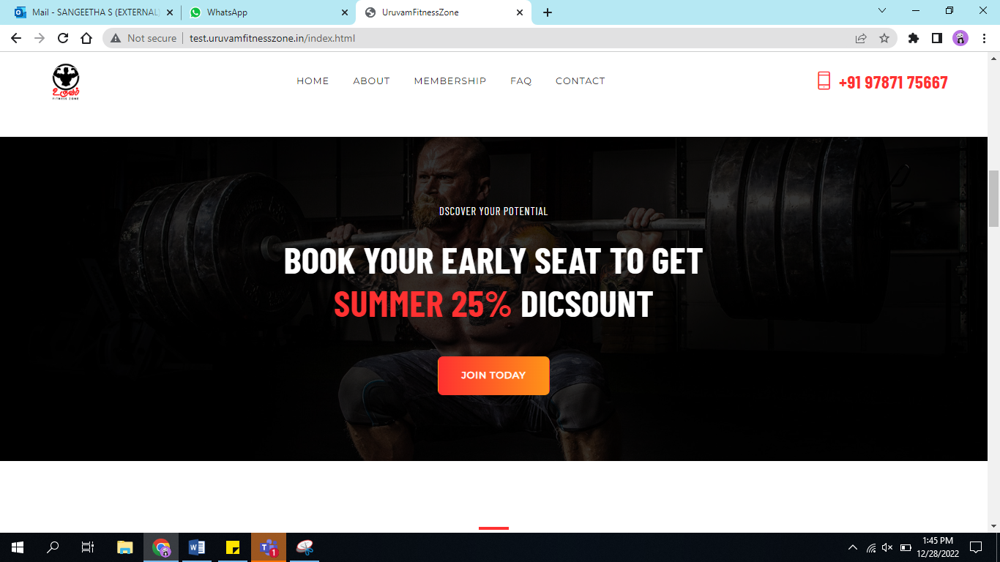 Mail - SANGEETHA S (EXTERNAL)
WhatsApp
UruvamFitnessZone
Not secure
test.uruvamfitnesszone.in/index.html
உருவம்
FITNESS ZONE
HOME
ABOUT
MEMBERSHIP
FAQ
CONTACT
+91 97871 75667
DSCOVER YOUR POTENTIAL
BOOK YOUR EARLY SEAT TO GET
SUMMER 25% DICSOUNT
JOIN TODAY
1
1:45 PM
12/28/2022